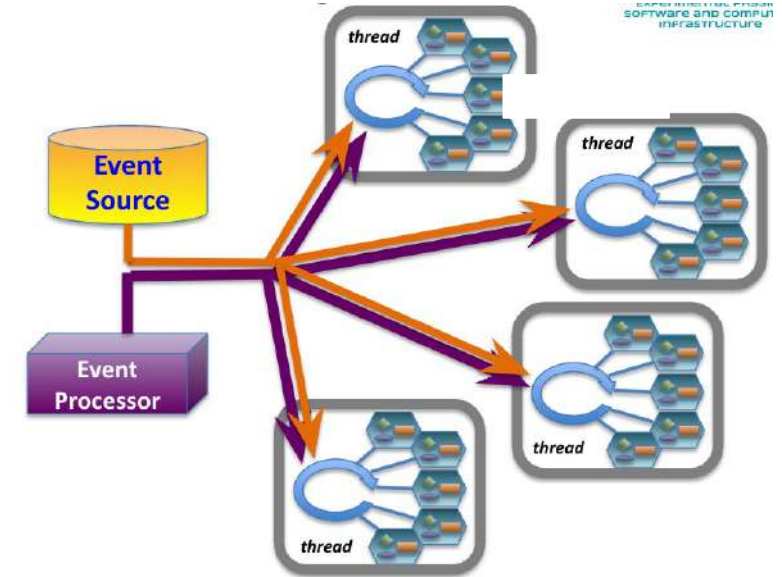 SOFTWARE AND COMPUT
INFRASTRUCTURE
thread
thread
Event
Source
Event
Processor
thread
thread